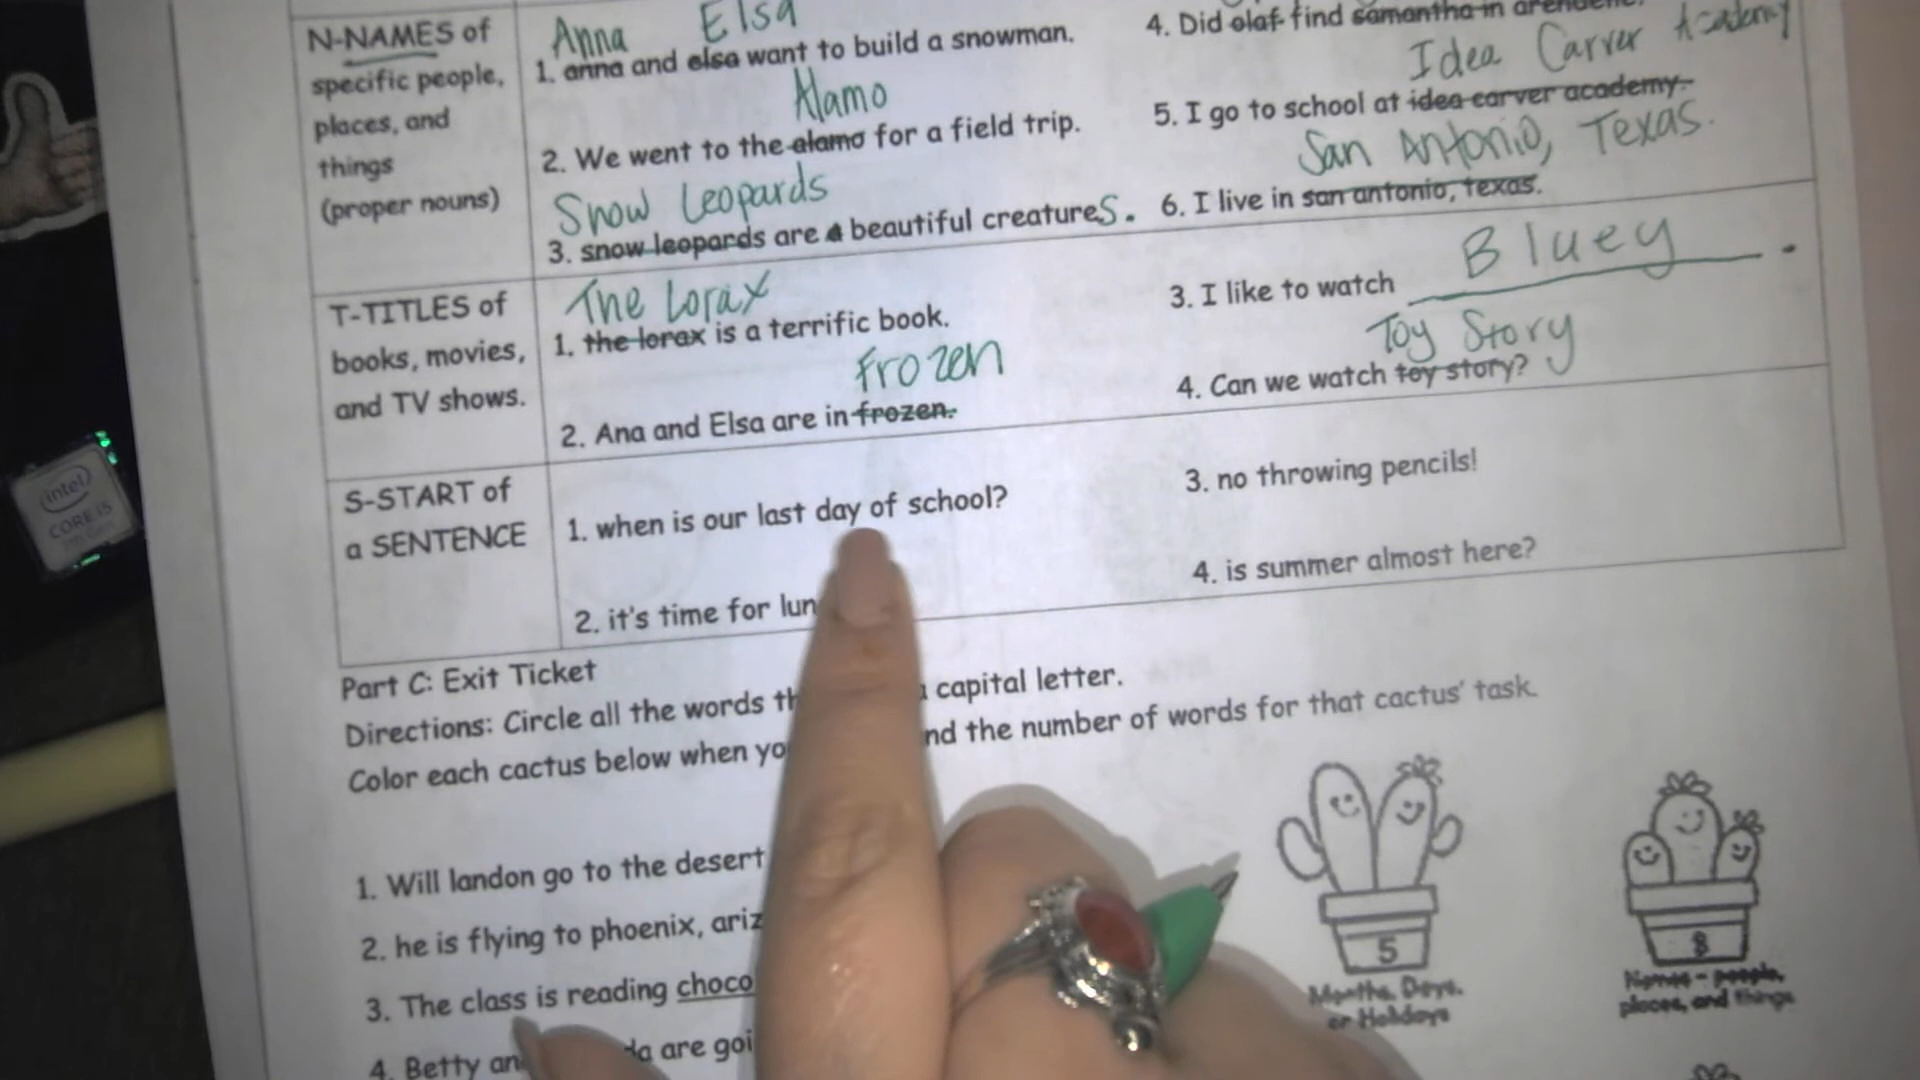 N-NAMES of
specific people,
places, and
things
(proper nouns)
Anna Elsa
1. anna and elsa want to build a snowman.
Alamo
2. We went to the alamo for a field trip.
Snow Leopards
3. snow leopards are a beautiful creatures.
4. Did olaf find samantha in
Idea Carver Academy
5. I go to school at idea carver academy.
San Antonio, Texas.
6. I live in san antonio, texas.
T-TITLES of
books, movies,
and TV shows.
The Lorax
1. the lorax is a terrific book.
Frozen
2. Ana and Elsa are in frozen.
3. I like to watch Bluey.
Toy Story
4. Can we watch toy story?
S-START of
a SENTENCE
1. when is our last day of school?
2. it's time for lun
3. no throwing pencils!
4. is summer almost here?
Part C: Exit Ticket
Directions: Circle all the words th capital letter.
Color each cactus below when yo nd the number of words for that cactus' task.
1. Will landon go to the desert
2. he is flying to phoenix, ariz
3. The class is reading choco
4. Betty an da are goi
5
Months, Days,
or Holidays
8
Names - people,
places, and things
intel
CORE i5